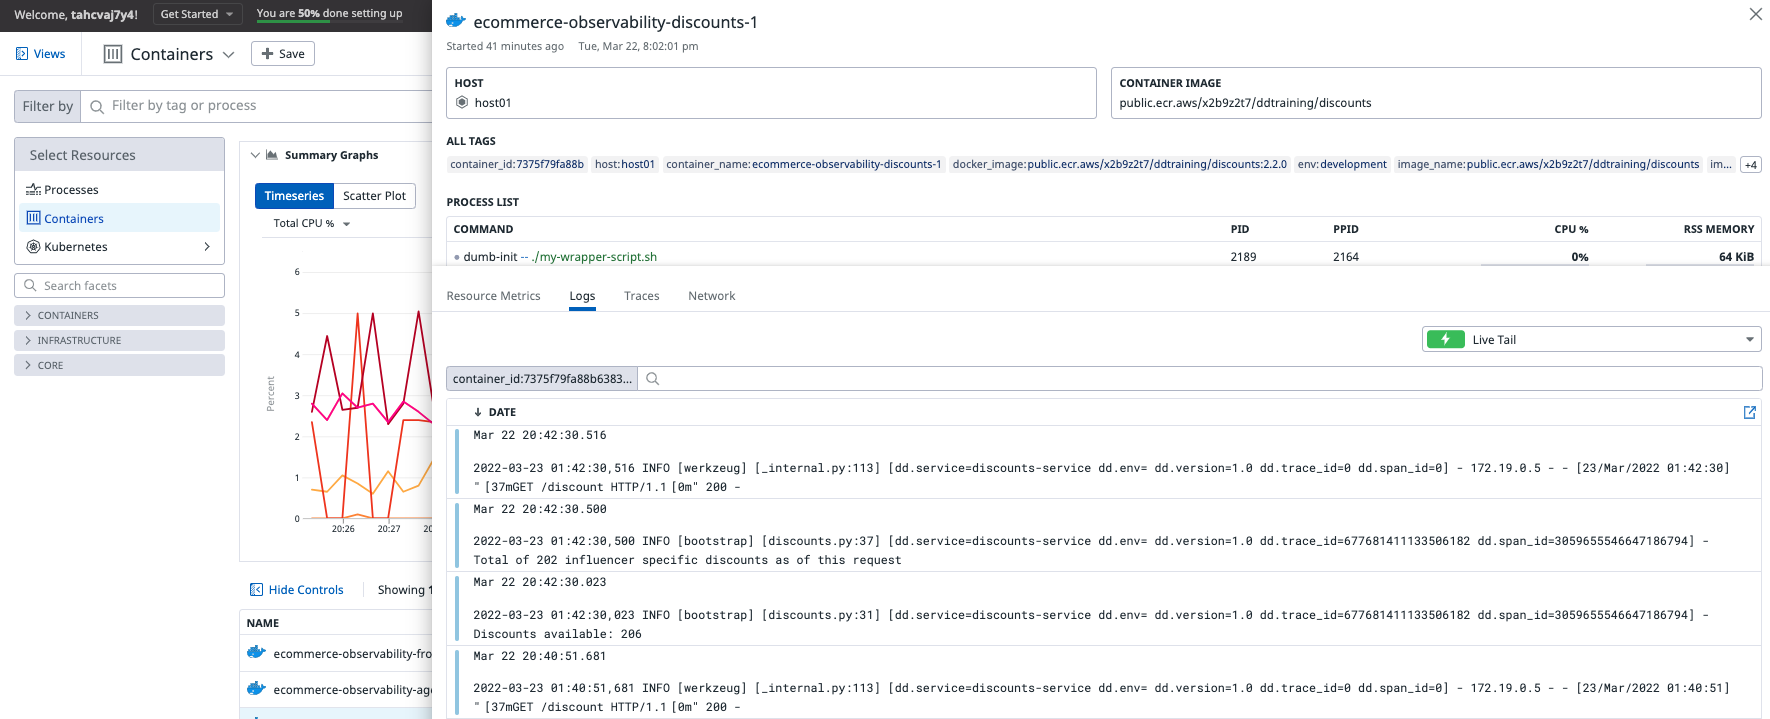 Welcome, tahcvaj7y4!
Get Started
You are 50% done setting up
Views
Containers
Save
Filter by
Filter by tag or process
Select Resources
Processes
Containers
Kubernetes
Search facets
CONTAINERS
INFRASTRUCTURE
CORE
Summary Graphs
Timeseries
Scatter Plot
Total CPU %
Percent
6
5
4
3
2
1
0
20:26
20:27
Hide Controls
Showing
NAME
ecommerce-observability-fro
ecommerce-observability-age
ecommerce-observability-discounts-1
Started 41 minutes ago Tue, Mar 22, 8:02:01 pm
HOST
host01
CONTAINER IMAGE
public.ecr.aws/x2b9z2t7/ddtraining/discounts
ALL TAGS
container_id:7375f79fa88b host:host01 container_name:ecommerce-observability-discounts-1 docker_image:public.ecr.aws/x2b9z2t7/ddtraining/discounts:2.2.0 env:development image_name:public.ecr.aws/x2b9z2t7/ddtraining/discounts im... +4
PROCESS LIST
COMMAND PID PPID CPU % RSS MEMORY
dumb-init -- ./my-wrapper-script.sh 2189 2164 0% 64 KiB
Resource Metrics Logs Traces Network
Live Tail
container_id:7375f79fa88b6383...
↓ DATE
Mar 22 20:42:30.516
2022-03-23 01:42:30,516 INFO [werkzeug] [_internal.py:113] [dd.service=discounts-service dd.env= dd.version=1.0 dd.trace_id=0 dd.span_id=0] - 172.19.0.5 - - [23/Mar/2022 01:42:30]
"[37mGET /discount HTTP/1.1[0m" 200 -
Mar 22 20:42:30.500
2022-03-23 01:42:30,500 INFO [bootstrap] [discounts.py:37] [dd.service=discounts-service dd.env= dd.version=1.0 dd.trace_id=677681411133506182 dd.span_id=3059655546647186794] -
Total of 202 influencer specific discounts as of this request
Mar 22 20:42:30.023
2022-03-23 01:42:30,023 INFO [bootstrap] [discounts.py:31] [dd.service=discounts-service dd.env= dd.version=1.0 dd.trace_id=677681411133506182 dd.span_id=3059655546647186794] -
Discounts available: 206
Mar 22 20:40:51.681
2022-03-23 01:40:51,681 INFO [werkzeug] [_internal.py:113] [dd.service=discounts-service dd.env= dd.version=1.0 dd.trace_id=0 dd.span_id=0] - 172.19.0.5 - - [23/Mar/2022 01:40:51]
"[37mGET /discount HTTP/1.1[0m" 200 -